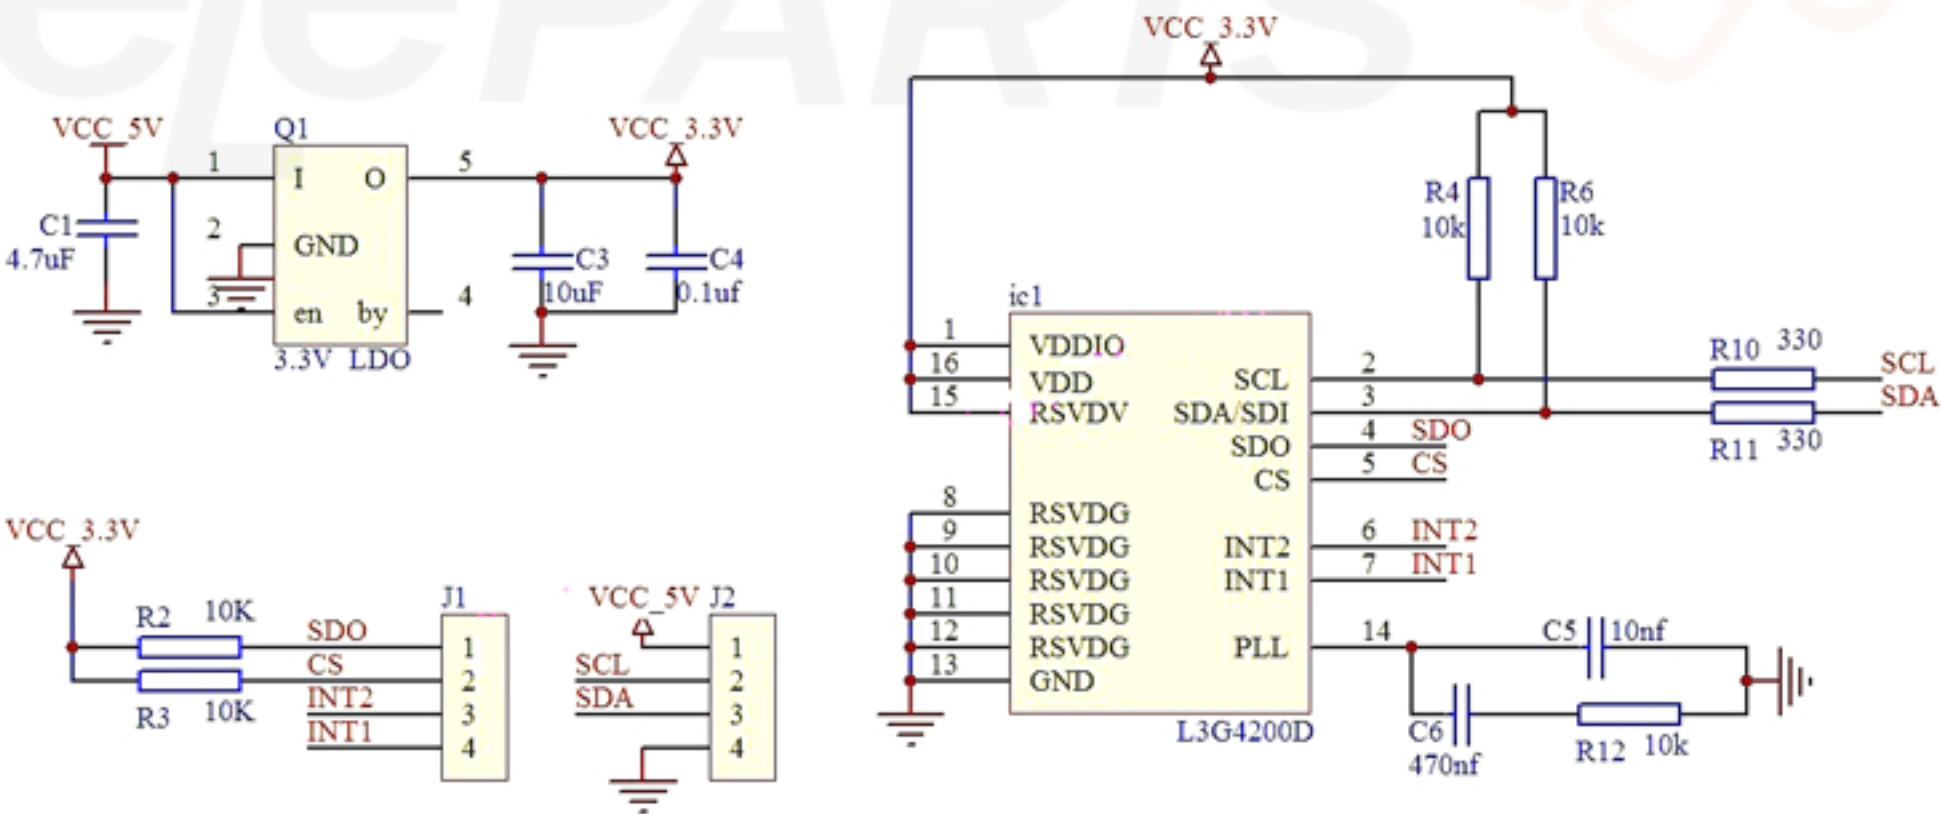 elePARTS
VCC_5V
Q1
VCC_3.3V
C1
4.7uF
1
I
O
5
2
GND
3
en
by
4
3.3V LDO
C3
10uF
C4
0.1uf
VCC_3.3V
R4
10k
R6
10k
ic1
1
VDDIO
16
VDD
15
RSVDV
SCL
2
SDA/SDI
3
SDO
4
SDO
CS
5
CS
R10
330
SCL
SDA
R11
330
8
RSVDG
9
RSVDG
10
RSVDG
11
RSVDG
12
RSVDG
13
GND
INT2
6
INT2
INT1
7
INT1
PLL
14
L3G4200D
C5
10nf
C6
470nf
R12
10k
VCC_3.3V
R2
10K
R3
10K
SDO
CS
INT2
INT1
J1
1
2
3
4
VCC_5V
J2
SCL
SDA
1
2
3
4